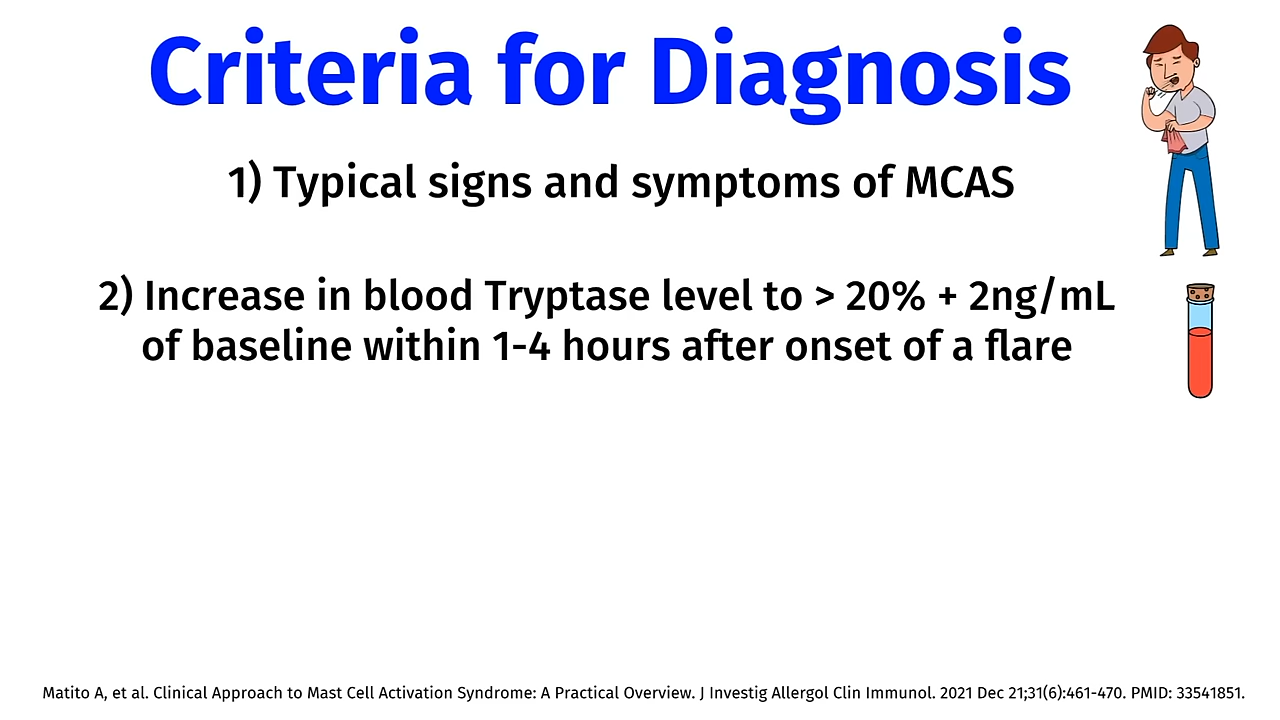 Criteria for Diagnosis
1) Typical signs and symptoms of MCAS
2) Increase in blood Tryptase level to > 20% + 2ng/mL
of baseline within 1-4 hours after onset of a flare
Matito A, et al. Clinical Approach to Mast Cell Activation Syndrome: A Practical Overview. J Investig Allergol Clin Immunol. 2021 Dec 21;31(6):461-470. PMID: 33541851.